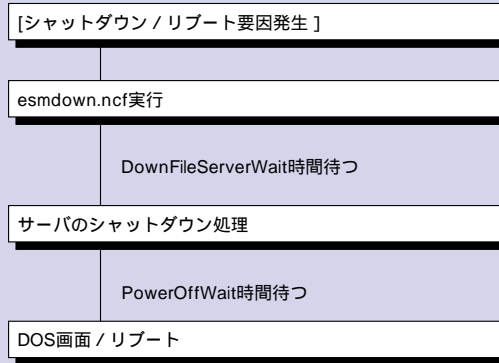 [シャットダウン / リブート要因発生 ]
esmdown.ncf実行
DownFileServerWait時間待つ
サーバのシャットダウン処理
PowerOffWait時間待つ
DOS画面 / リブート